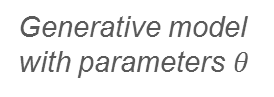 Generative model
with parameters θ